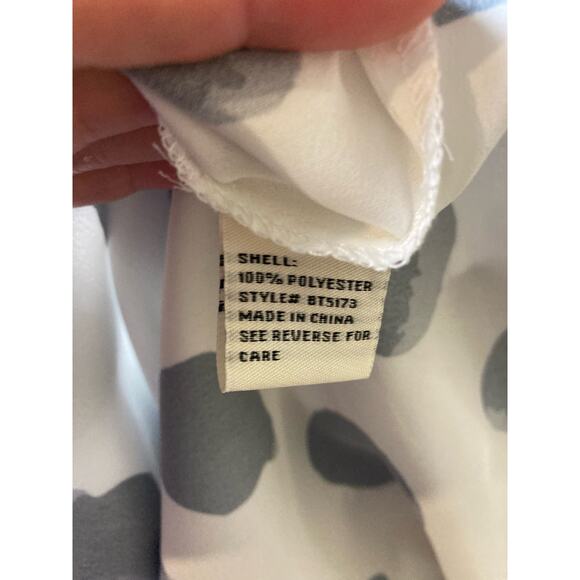 SHELL:
100% POLYESTER
STYLE# BT5173
MADE IN CHINA
SEE REVERSE FOR
CARE